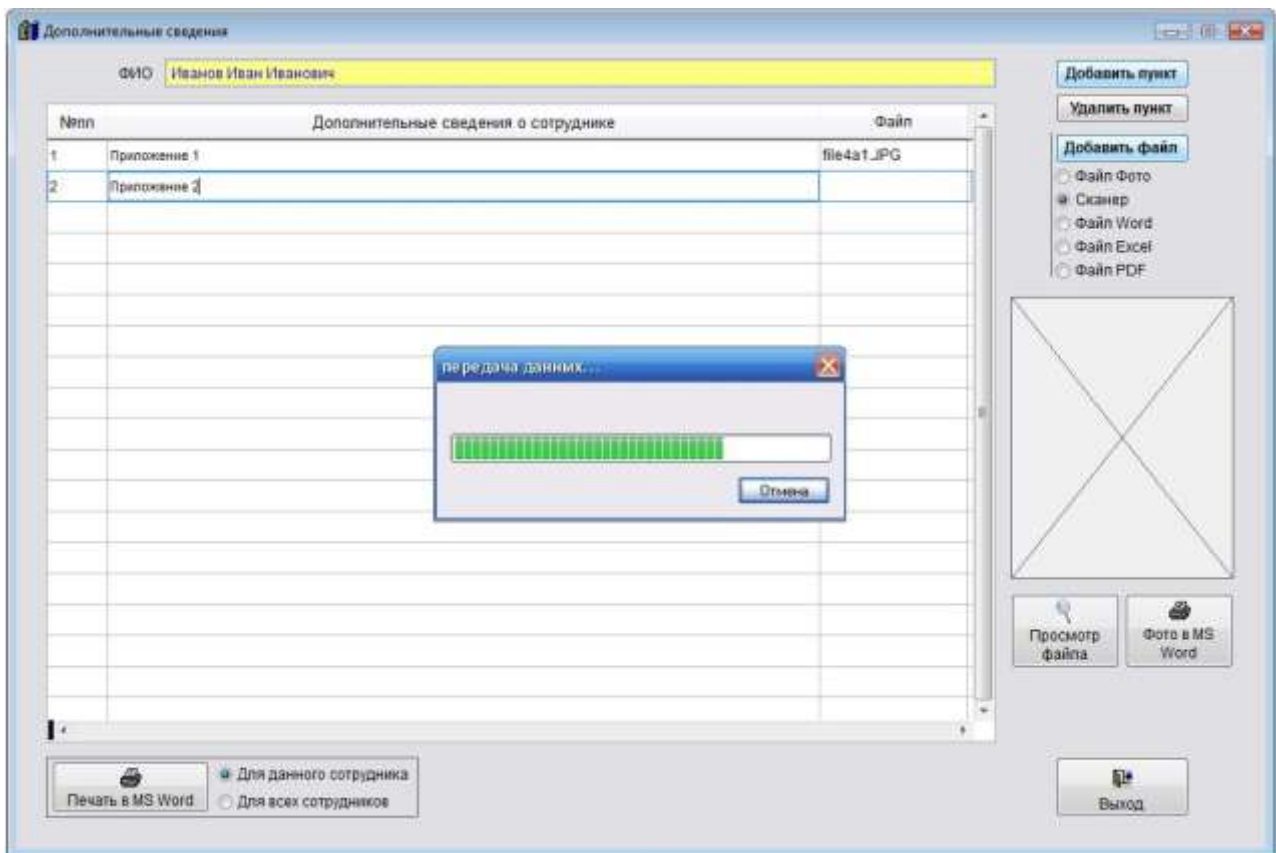 Дополнительные сведения
ФИО Иванов Иван Иванович
Добавить пункт
Удалить пункт
№пп Дополнительные сведения о сотруднике Файл
1 Приложение 1 file4a1.JPG
2 Приложение 2
Добавить файл
Файл Фото
Сканер
Файл Word
Файл Excel
Файл PDF
передача данных...
Отмена
Просмотр файла
Фото в MS Word
Печать в MS Word
Для данного сотрудника
Для всех сотрудников
Выход